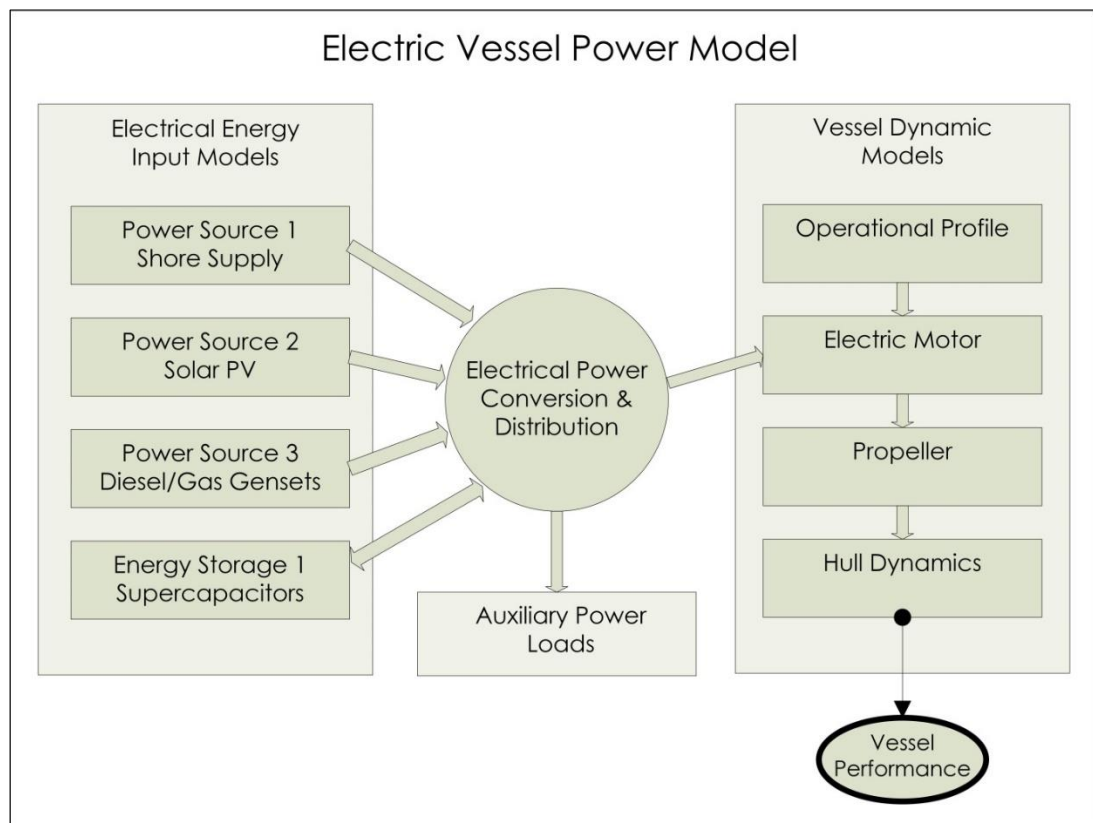 Electric Vessel Power Model
Electrical Energy
Input Models
Power Source 1
Shore Supply
Power Source 2
Solar PV
Power Source 3
Diesel/Gas Gensets
Energy Storage 1
Supercapacitors
Electrical Power
Conversion &
Distribution
Auxiliary Power
Loads
Vessel Dynamic
Models
Operational Profile
Electric Motor
Propeller
Hull Dynamics
Vessel
Performance